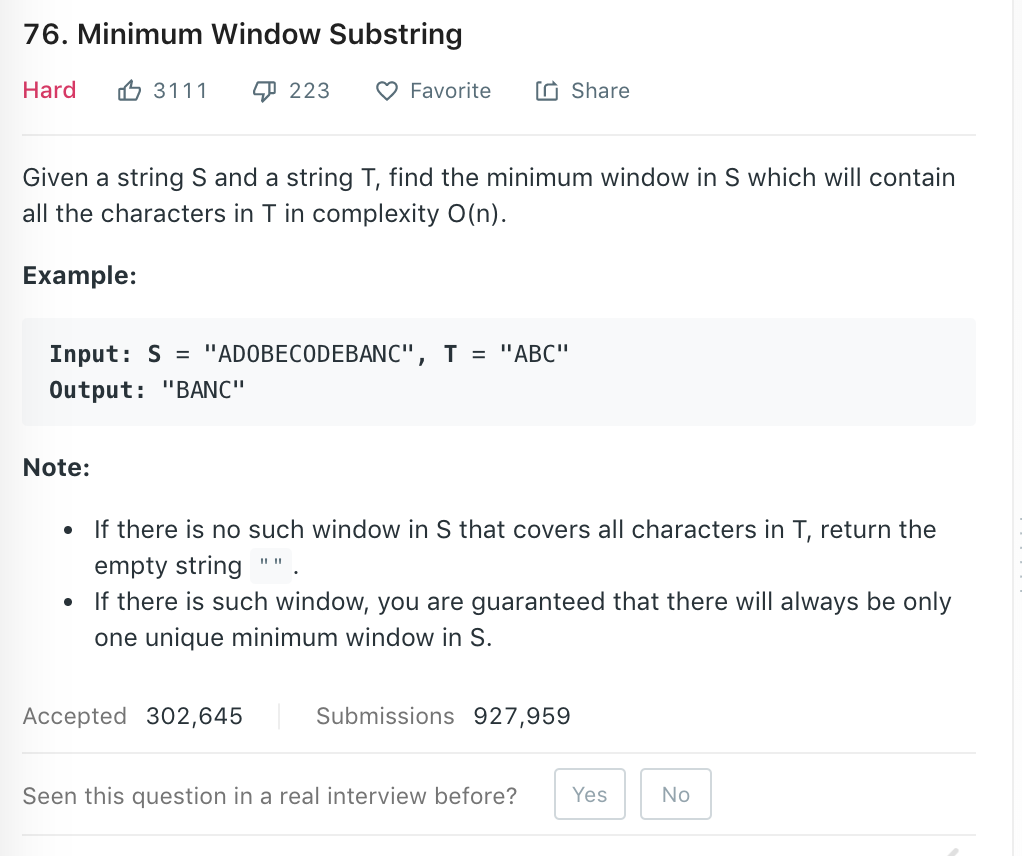 76. Minimum Window Substring
Hard 3111 223 Favorite Share
Given a string S and a string T, find the minimum window in S which will contain
all the characters in T in complexity O(n).
Example:
Input: S = "ADOBECODEBANC", T = "ABC"
Output: "BANC"
Note:
• If there is no such window in S that covers all characters in T, return the
empty string "".
• If there is such window, you are guaranteed that there will always be only
one unique minimum window in S.
Accepted 302,645 Submissions 927,959
Seen this question in a real interview before? Yes No